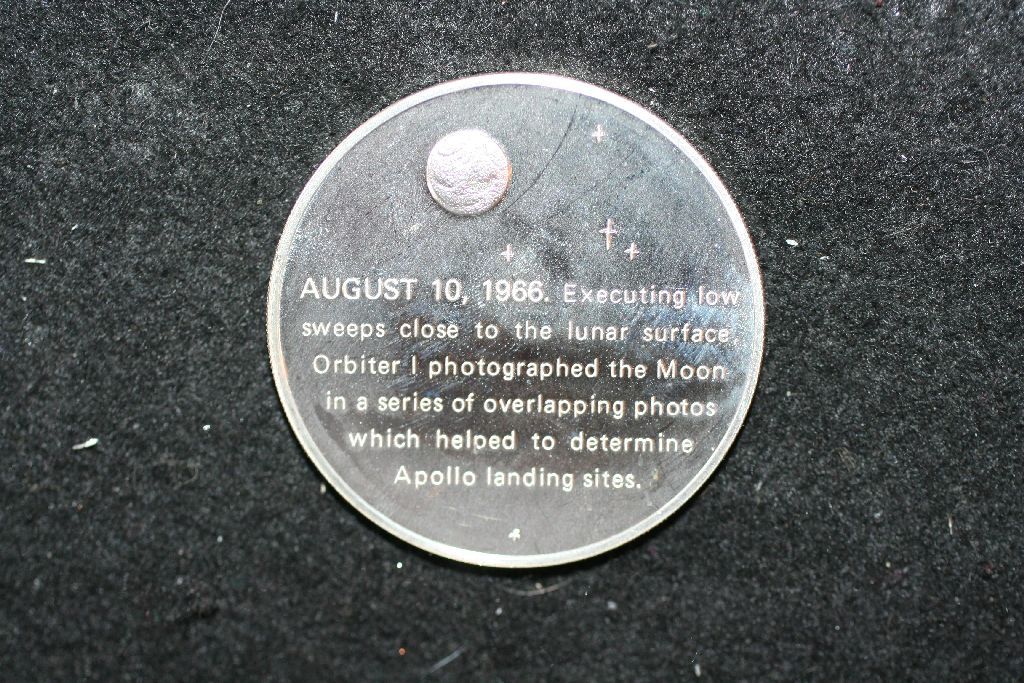 AUGUST 10, 1966. Executing low
sweeps close to the lunar surface,
Orbiter I photographed the Moon
in a series of overlapping photos
which helped to determine
Apollo landing sites.